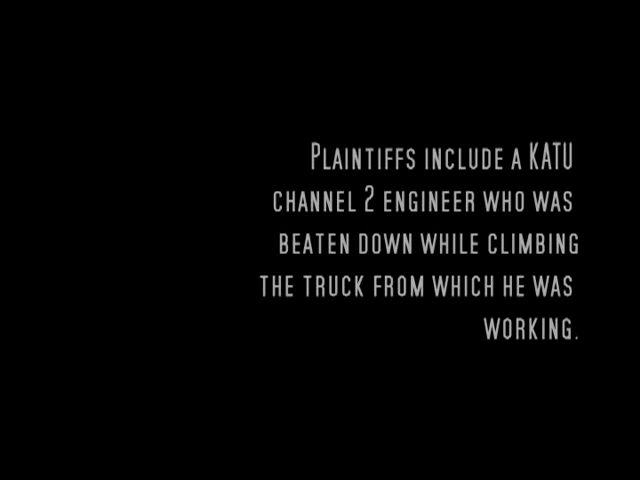 Plaintiffs include a KATU
channel 2 engineer who was
beaten down while climbing
the truck from which he was
working.